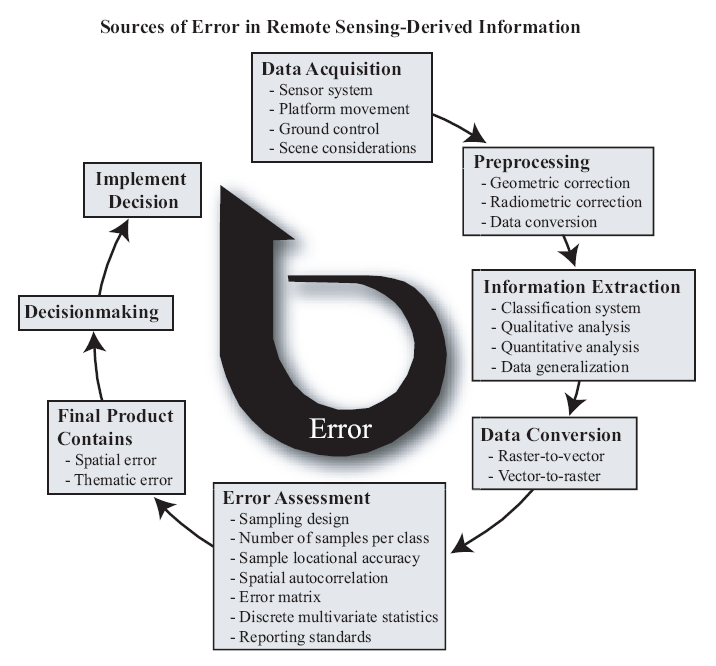 Sources of Error in Remote Sensing-Derived Information
Data Acquisition
- Sensor system
- Platform movement
- Ground control
- Scene considerations
Preprocessing
- Geometric correction
- Radiometric correction
- Data conversion
Information Extraction
- Classification system
- Qualitative analysis
- Quantitative analysis
- Data generalization
Data Conversion
- Raster-to-vector
- Vector-to-raster
Error Assessment
- Sampling design
- Number of samples per class
- Sample locational accuracy
- Spatial autocorrelation
- Error matrix
- Discrete multivariate statistics
- Reporting standards
Final Product
Contains
- Spatial error
- Thematic error
Decisionmaking
Implement
Decision
Error